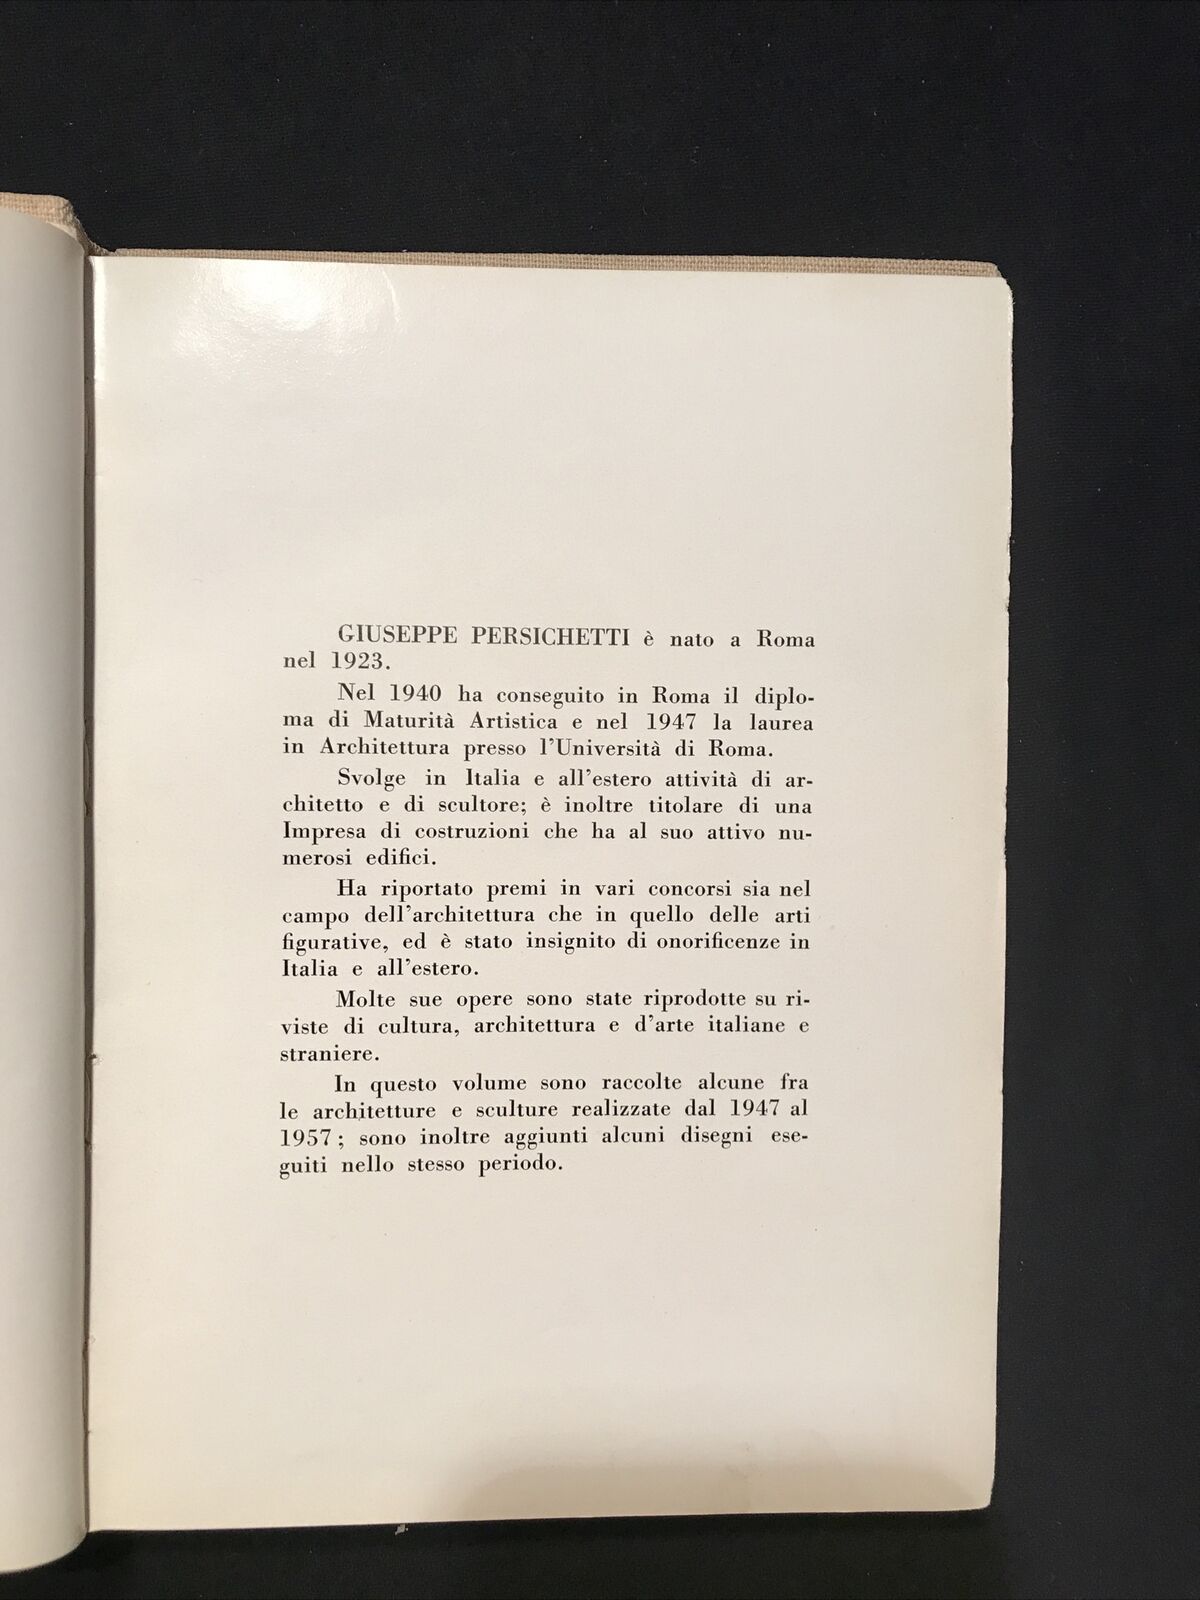 GIUSEPPE PERSICHETTI è nato a Roma
nel 1923.
Nel 1940 ha conseguito in Roma il diplo-
ma di Maturità Artistica e nel 1947 la laurea
in Architettura presso l'Università di Roma.
Svolge in Italia e all'estero attività di ar-
chitetto e di scultore; è inoltre titolare di una
Impresa di costruzioni che ha al suo attivo nu-
merosi edifici.
Ha riportato premi in vari concorsi sia nel
campo dell'architettura che in quello delle arti
figurative, ed è stato insignito di onorificenze in
Italia e all'estero.
Molte sue opere sono state riprodotte su ri-
viste di cultura, architettura e d'arte italiane e
straniere.
In questo volume sono raccolte alcune fra
le architetture e sculture realizzate dal 1947 al
1957; sono inoltre aggiunti alcuni disegni ese-
guiti nello stesso periodo.